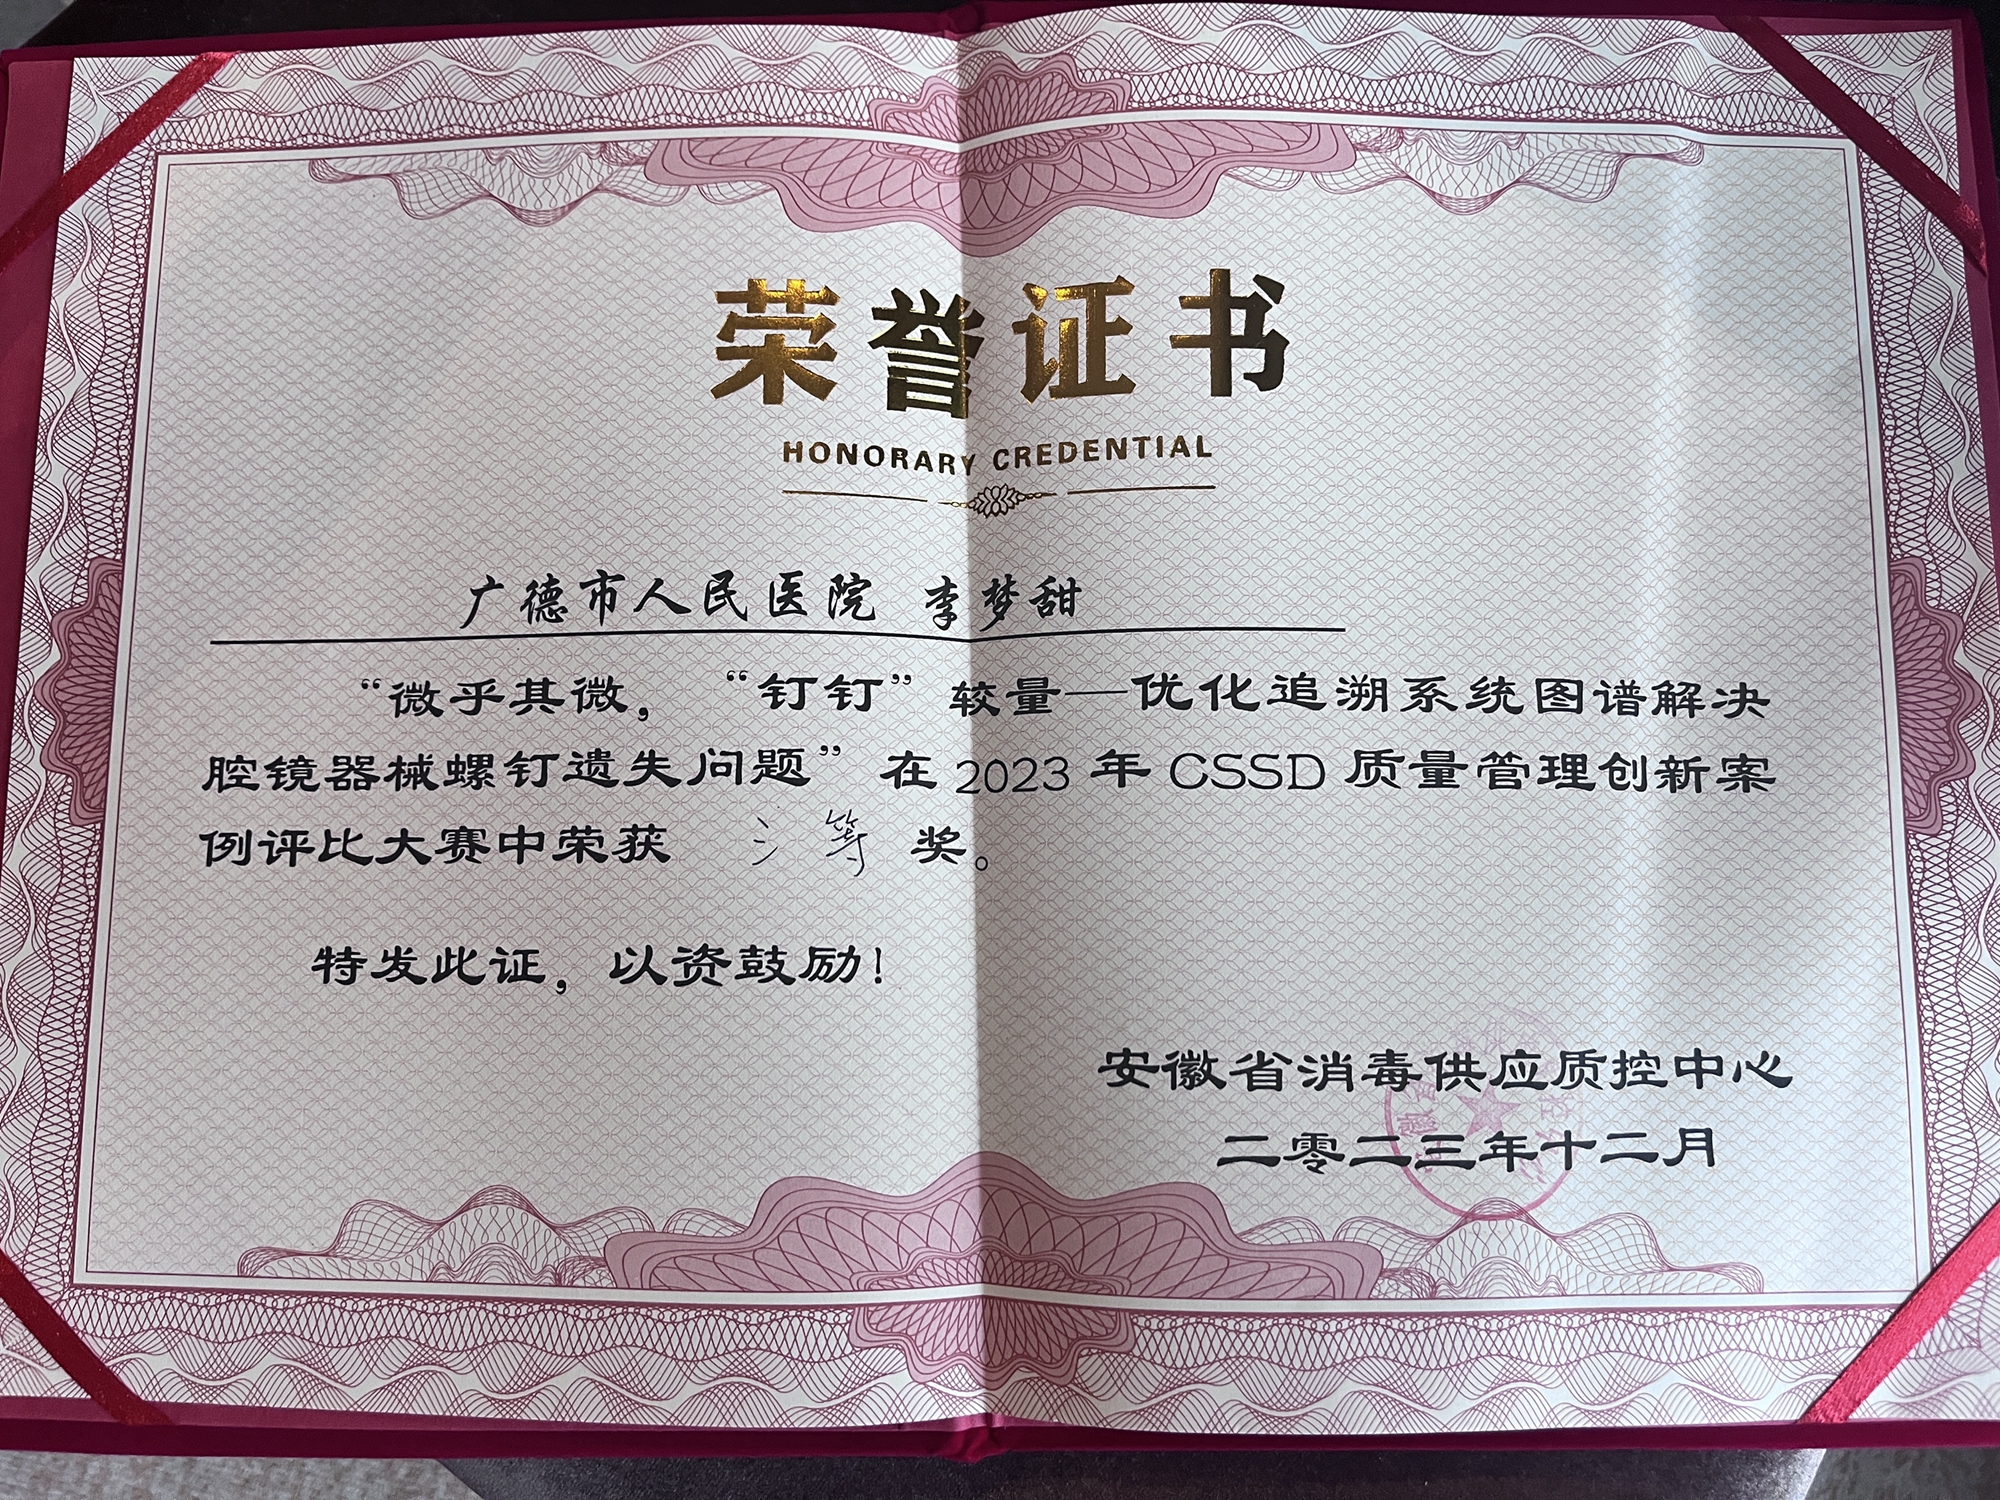 荣誉证书
HONORARY CREDENTIAL
广德市人民医院 李梦甜
“微乎其微，“钉钉”较量—优化追溯系统图谱解决
腔镜器械螺钉遗失问题”在2023年CSSD质量管理创新案
例评比大赛中荣获 三等 奖。
特发此证，以资鼓励！
安徽省消毒供应质控中心
二零二三年十二月